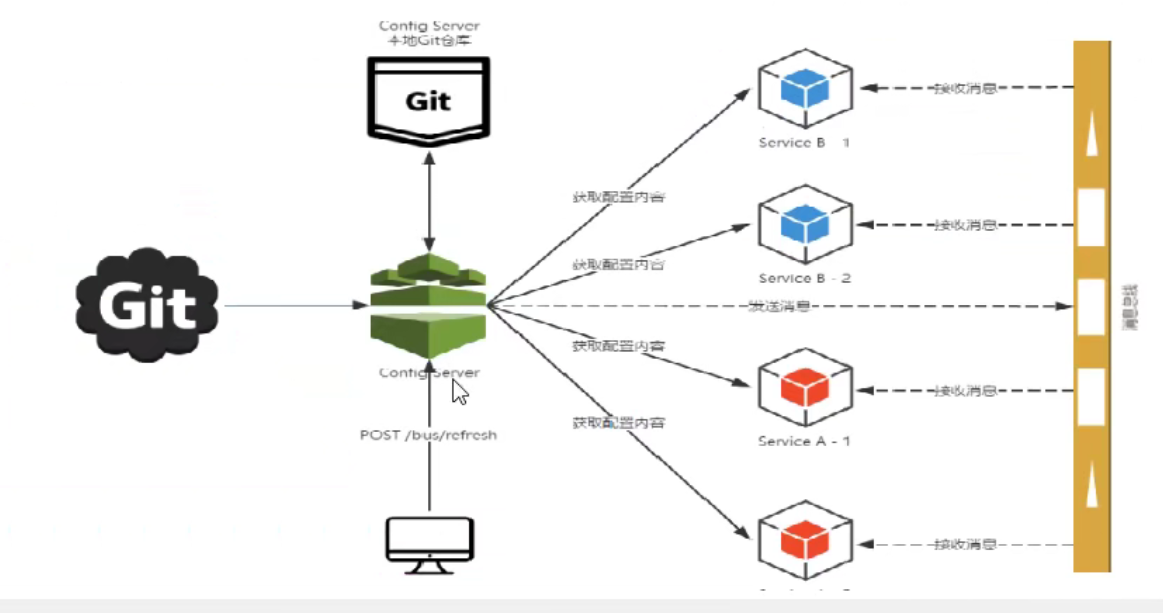 Config Server
本地Git仓库
Git
接收消息
Service B - 1
获取配置内容
接收消息
获取配置内容
Service B - 2
Git
发送消息
消息总线
获取配置内容
Config Server
接收消息
获取配置内容
POST /bus/refresh
Service A - 1
接收消息